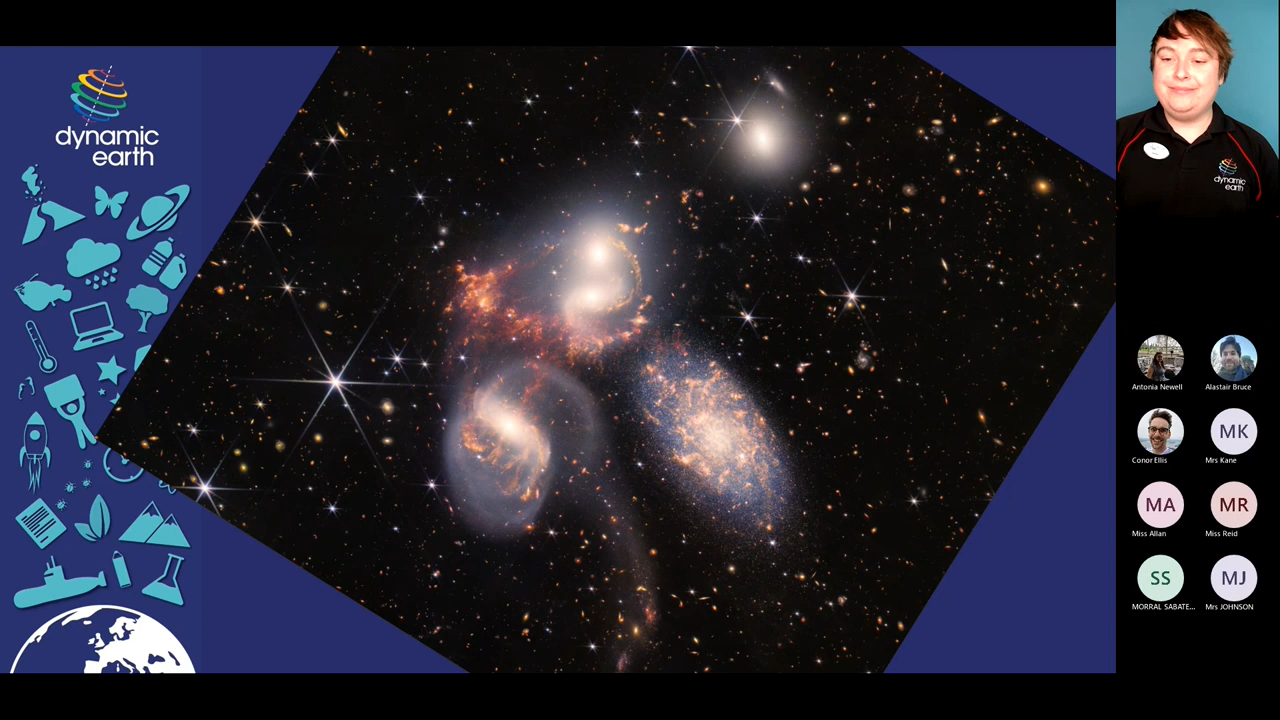 dynamic
earth
dynamic
earth
Antonia Newell
Alastair Bruce
Conor Ellis
MK
Mrs Kane
MA
MR
Miss Allan
Miss Reid
SS
MJ
MORRAL SABATE...
Mrs JOHNSON